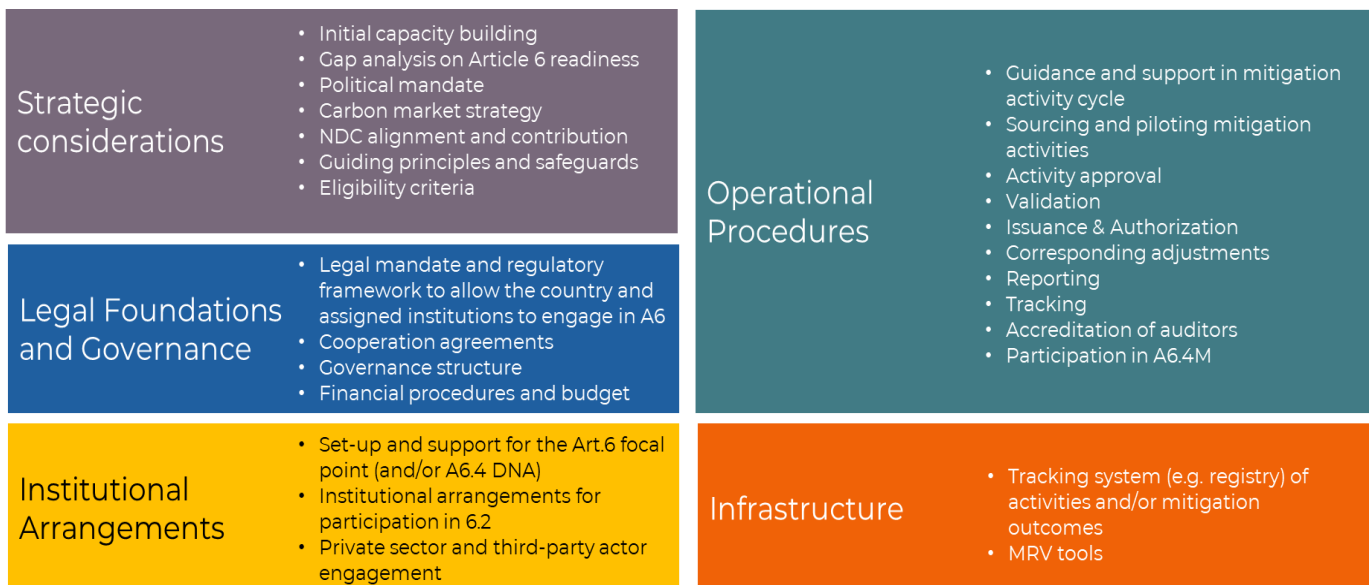 Strategic
considerations
• Initial capacity building
• Gap analysis on Article 6 readiness
• Political mandate
• Carbon market strategy
• NDC alignment and contribution
• Guiding principles and safeguards
• Eligibility criteria
Legal Foundations
and Governance
• Legal mandate and regulatory
framework to allow the country and
assigned institutions to engage in A6
• Cooperation agreements
• Governance structure
• Financial procedures and budget
Institutional
Arrangements
• Set-up and support for the Art.6 focal
point (and/or A6.4 DNA)
• Institutional arrangements for
participation in 6.2
• Private sector and third-party actor
engagement
Operational
Procedures
• Guidance and support in mitigation
activity cycle
• Sourcing and piloting mitigation
activities
• Activity approval
• Validation
• Issuance & Authorization
• Corresponding adjustments
• Reporting
• Tracking
• Accreditation of auditors
• Participation in A6.4M
Infrastructure
• Tracking system (e.g. registry) of
activities and/or mitigation
outcomes
• MRV tools